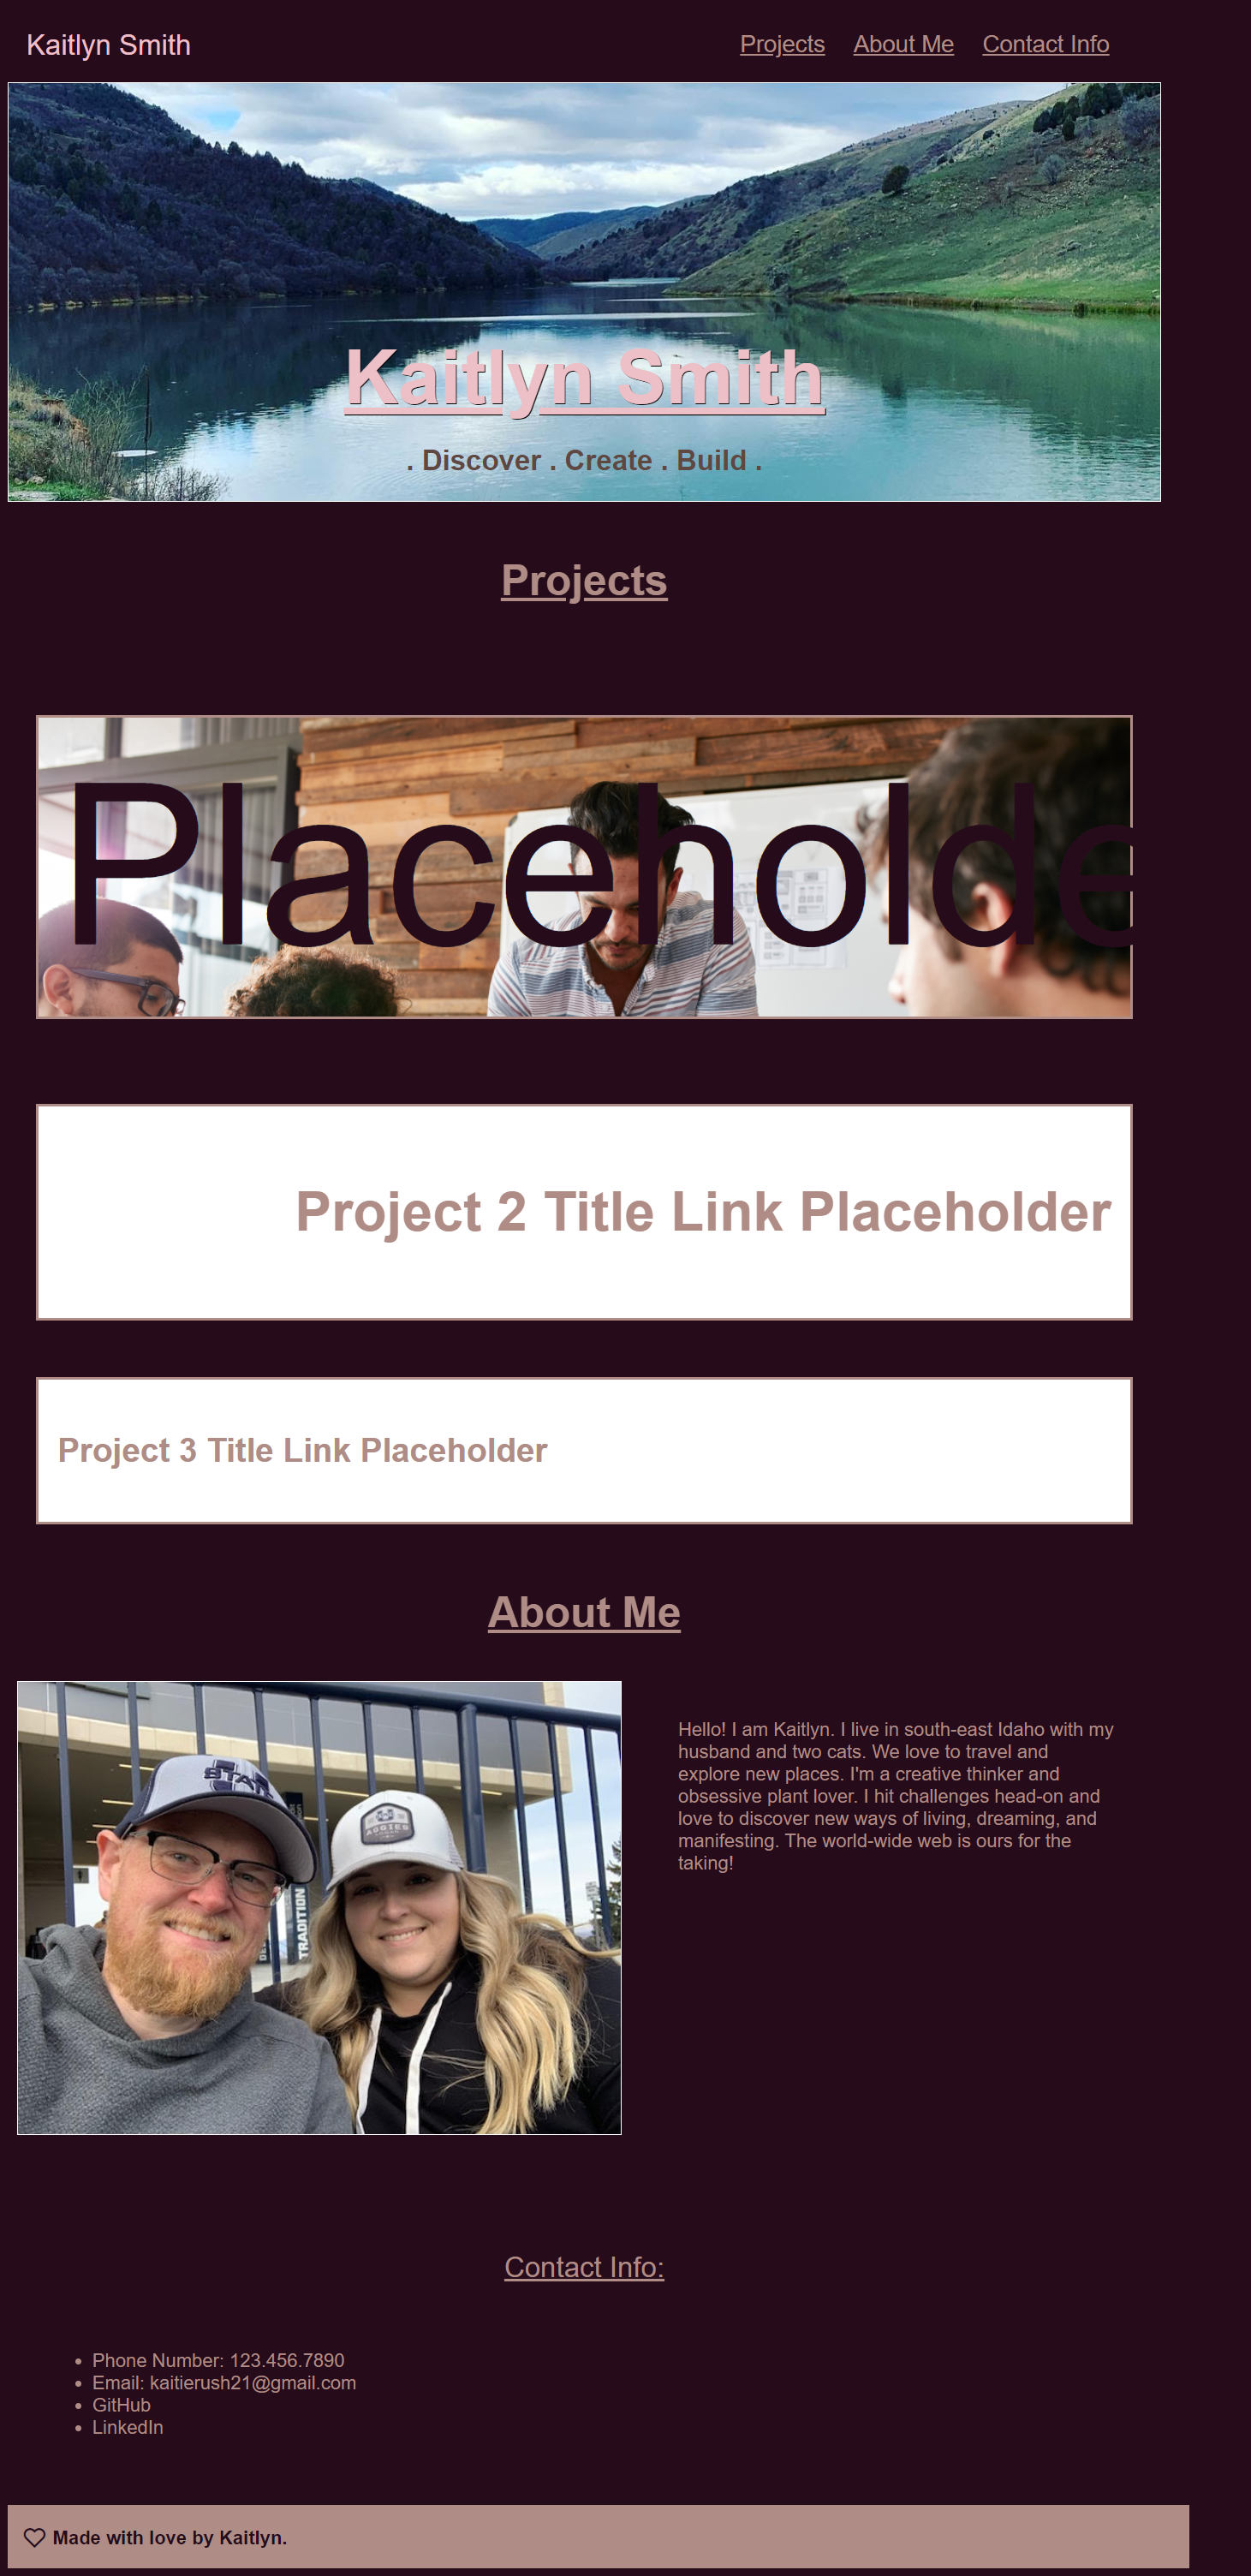 Kaitlyn Smith
Projects About Me Contact Info
Kaitlyn Smith
. Discover . Create . Build .
Projects
Placeholde
Project 2 Title Link Placeholder
Project 3 Title Link Placeholder
About Me
STA
AGGIES
TRADITION
Hello! I am Kaitlyn. I live in south-east Idaho with my
husband and two cats. We love to travel and
explore new places. I'm a creative thinker and
obsessive plant lover. I hit challenges head-on and
love to discover new ways of living, dreaming, and
manifesting. The world-wide web is ours for the
taking!
Contact Info:
Phone Number: 123.456.7890
Email: kaitierush21@gmail.com
GitHub
LinkedIn
Made with love by Kaitlyn.